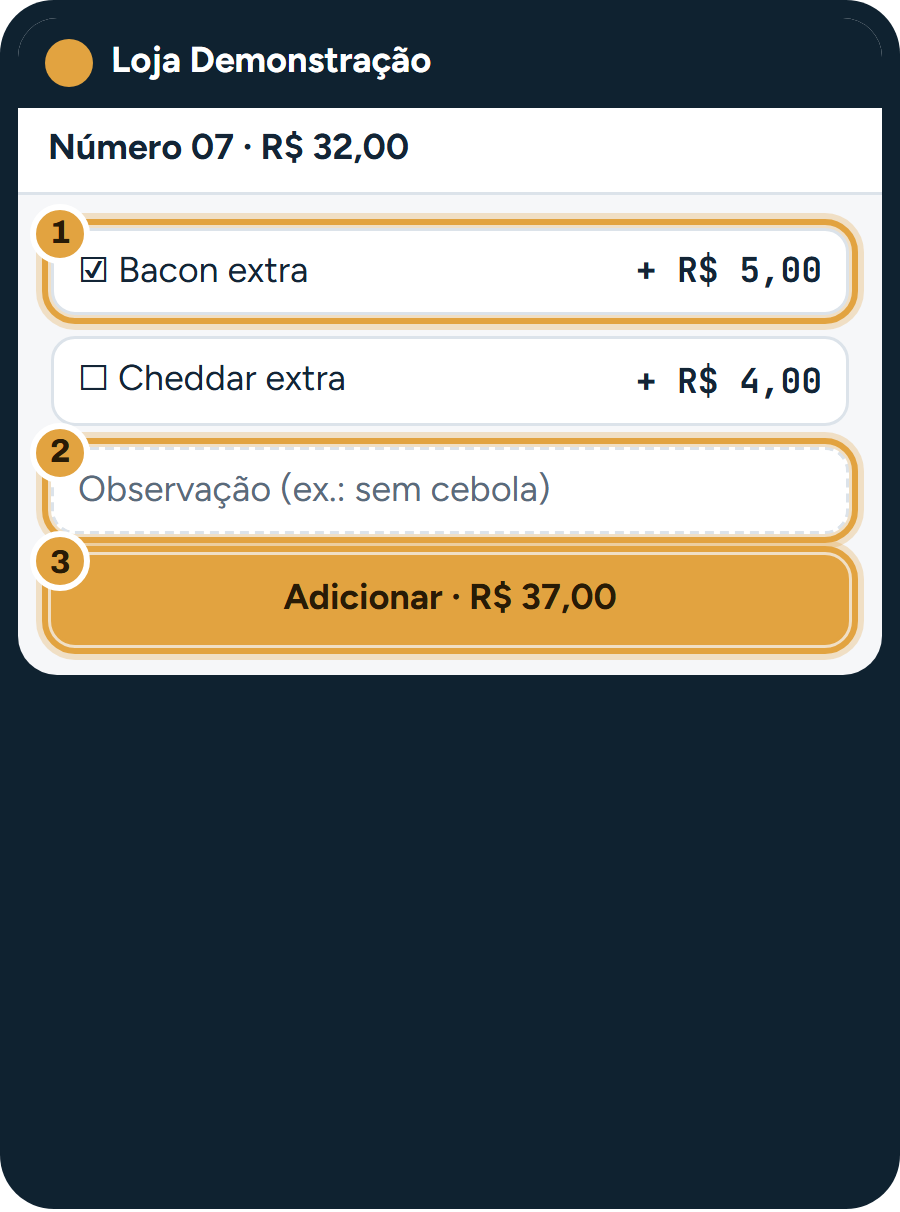 Loja Demonstração
Número 07 · R$ 32,00
1
☑ Bacon extra + R$ 5,00
☐ Cheddar extra + R$ 4,00
2
Observação (ex.: sem cebola)
3
Adicionar · R$ 37,00